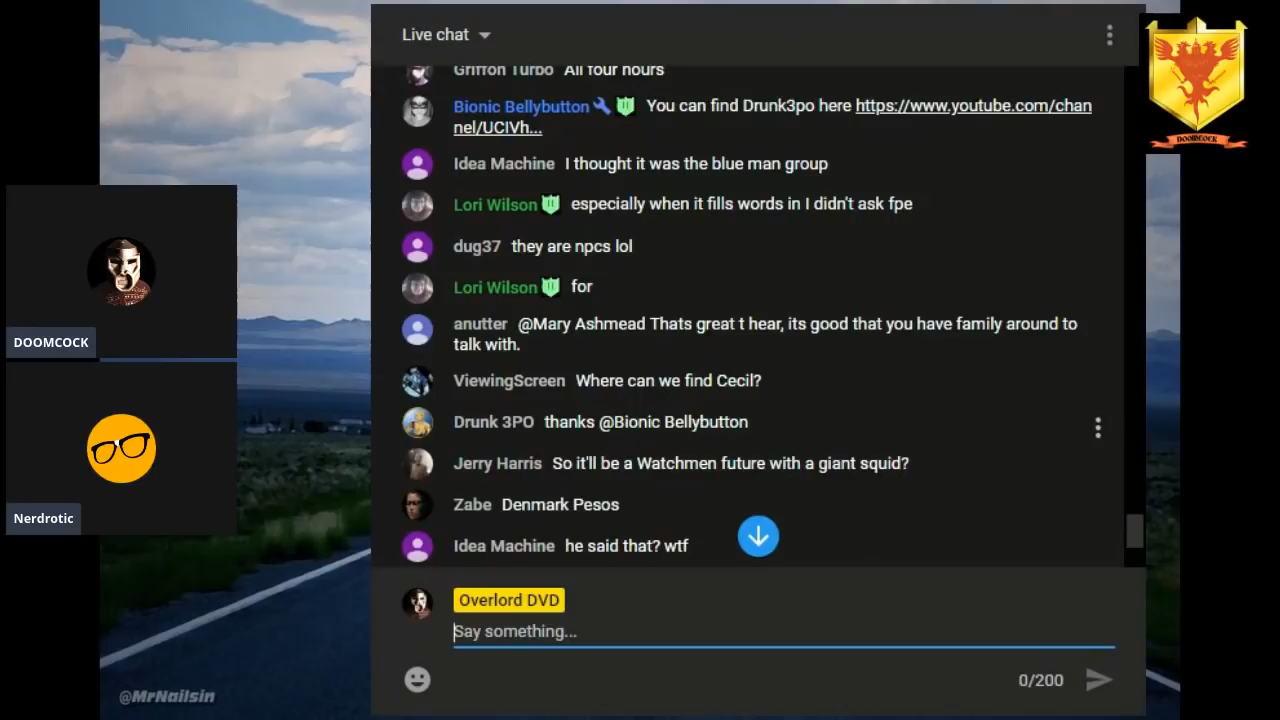 Live chat
Griffon Turbo All four hours
Bionic Bellybutton You can find Drunk3po here https://www.youtube.com/chan
nel/UCIVh...
Idea Machine I thought it was the blue man group
Lori Wilson especially when it fills words in I didn't ask fpe
dug37 they are npcs lol
Lori Wilson for
anutter @Mary Ashmead Thats great t hear, its good that you have family around to
talk with.
ViewingScreen Where can we find Cecil?
Drunk 3PO thanks @Bionic Bellybutton
Jerry Harris So it'll be a Watchmen future with a giant squid?
Zabe Denmark Pesos
Idea Machine he said that? wtf
Overlord DVD
Say something...
0/200
DOOMCOCK
Nerdrotic
DOOMCOCK
@MrNailsin